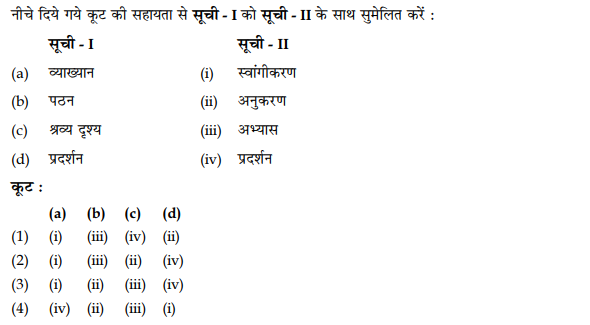 नीचे दिये गये कूट की सहायता से सूची - I को सूची - II के साथ सुमेलित करें :
सूची - I सूची - II
(a) व्याख्यान (i) स्वांगीकरण
(b) पठन (ii) अनुकरण
(c) श्रव्य दृश्य (iii) अभ्यास
(d) प्रदर्शन (iv) प्रदर्शन
कूट :
(a) (b) (c) (d)
(1) (i) (iii) (iv) (ii)
(2) (i) (iii) (ii) (iv)
(3) (i) (ii) (iii) (iv)
(4) (iv) (ii) (iii) (i)